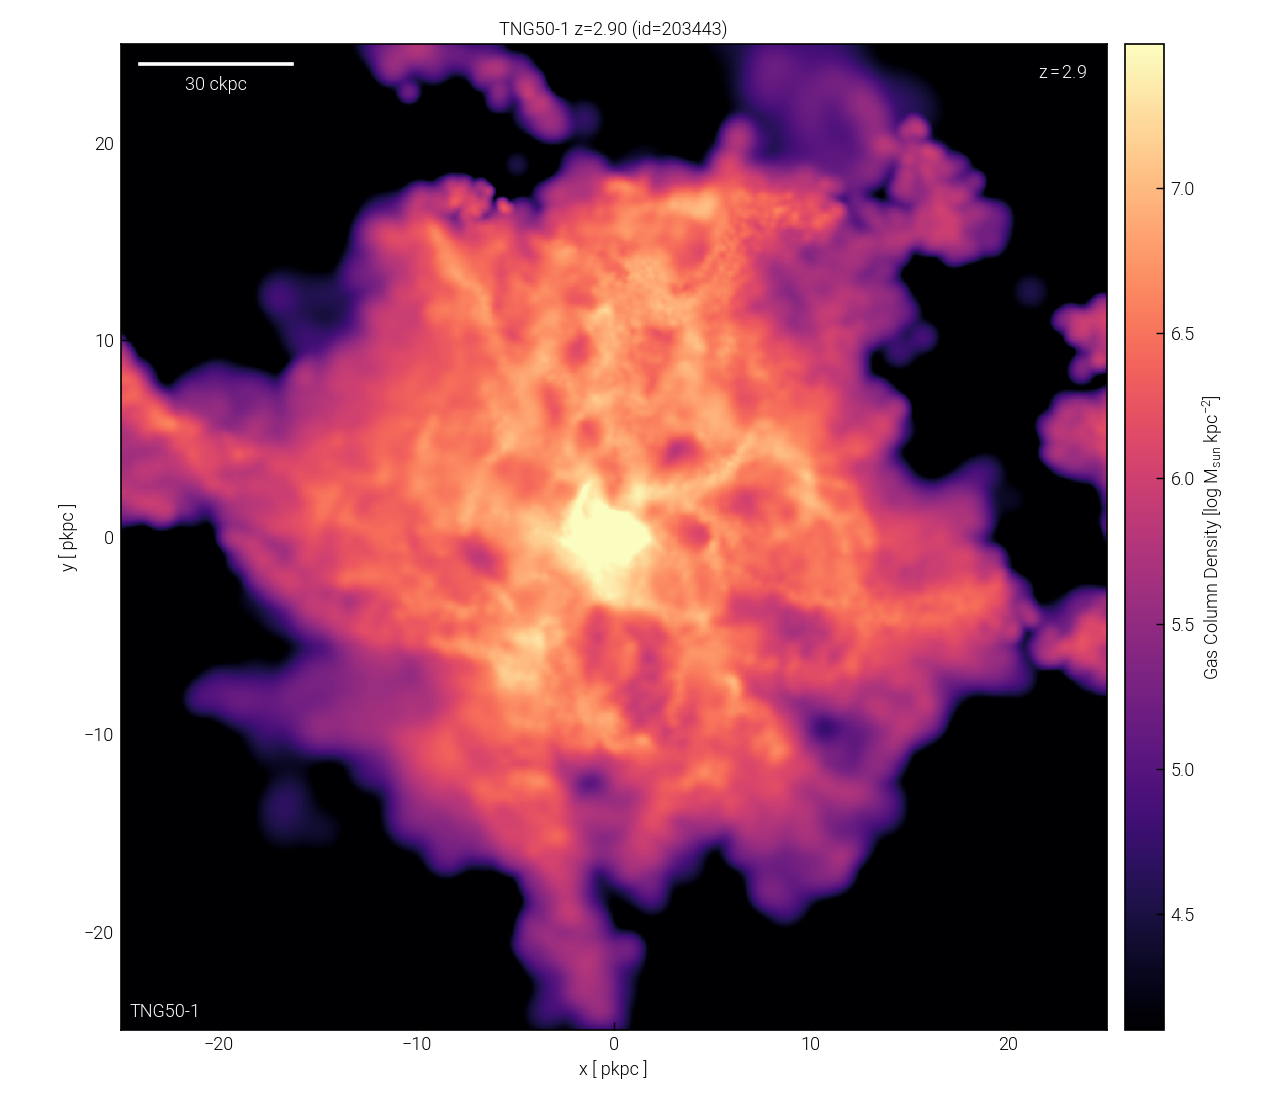 TNG50-1 z=2.90 (id=203443)
30 ckpc
z=2.9
20
10
0
−10
−20
y [ pkpc ]
TNG50-1
−20
−10
0
10
20
x [ pkpc ]
7.0
6.5
6.0
5.5
5.0
4.5
Gas Column Density [log M_sun kpc^−2]